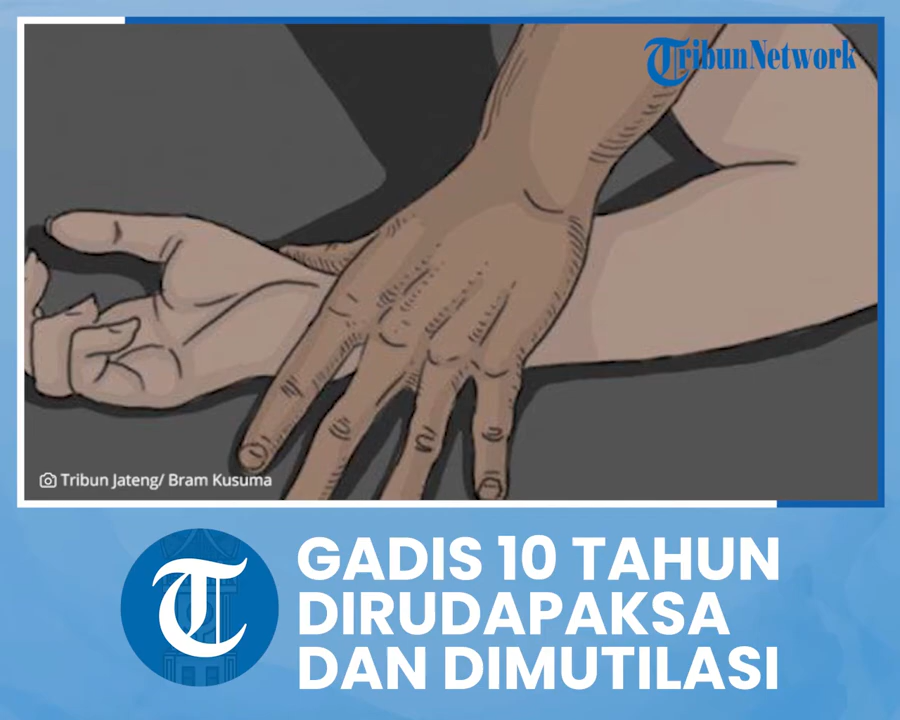 TribunNetwork
Tribun Jateng/ Bram Kusuma
T
GADIS 10 TAHUN
DIRUDAPAKSA
DAN DIMUTILASI